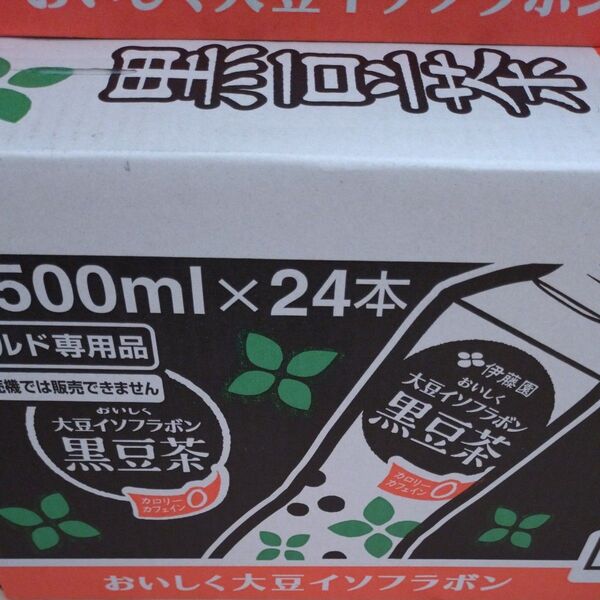 おいしく大豆イソフラボン
黒豆茶
500ml×24本
ルド専用品
売機では販売できません
おいしく
大豆イソフラボン
黒豆茶
カロリー
カフェイン0
伊藤園
おいしく
大豆イソフラボン
黒豆茶
カロリー
カフェイン0
おいしく大豆イソフラボン